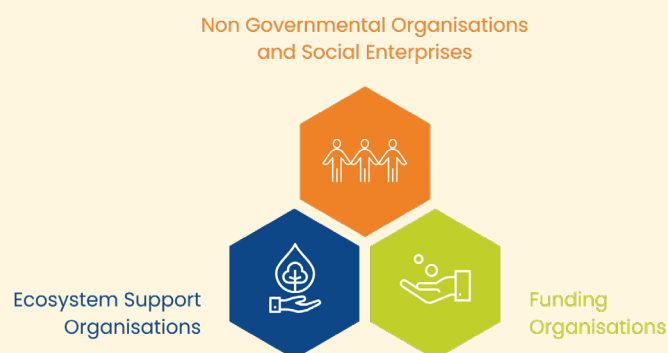 Non Governmental Organisations
and Social Enterprises
Ecosystem Support
Organisations
Funding
Organisations